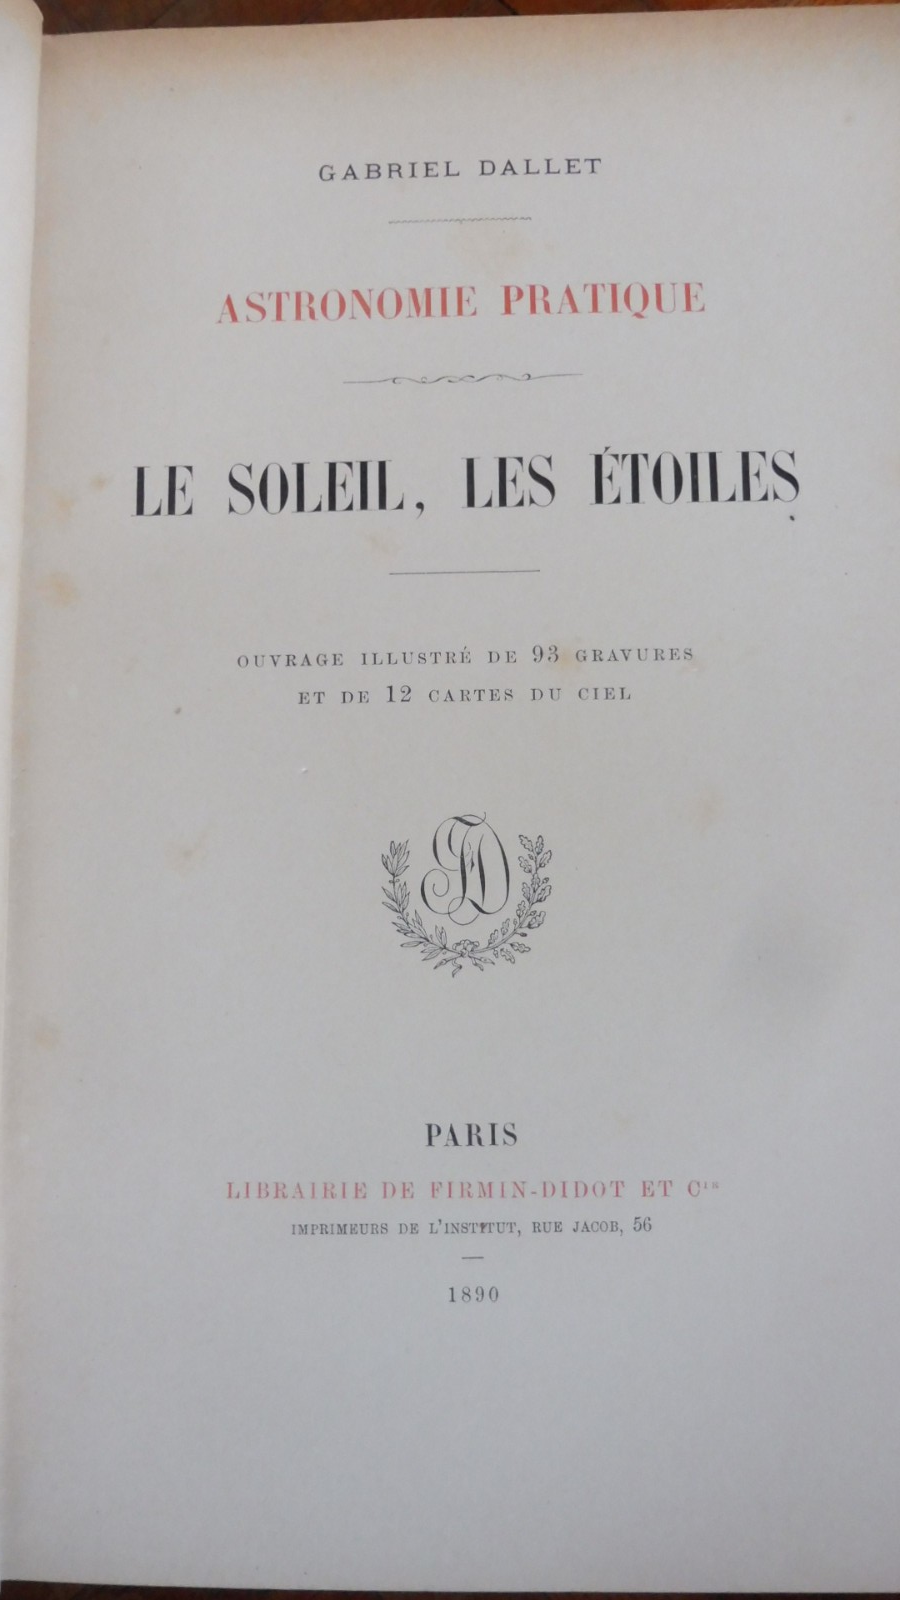 GABRIEL DALLET
ASTRONOMIE PRATIQUE
LE SOLEIL, LES ÉTOILES
OUVRAGE ILLUSTRÉ DE 93 GRAVURES
ET DE 12 CARTES DU CIEL
FD
PARIS
LIBRAIRIE DE FIRMIN-DIDOT ET Cie
IMPRIMEURS DE L'INSTITUT, RUE JACOB, 56
1890